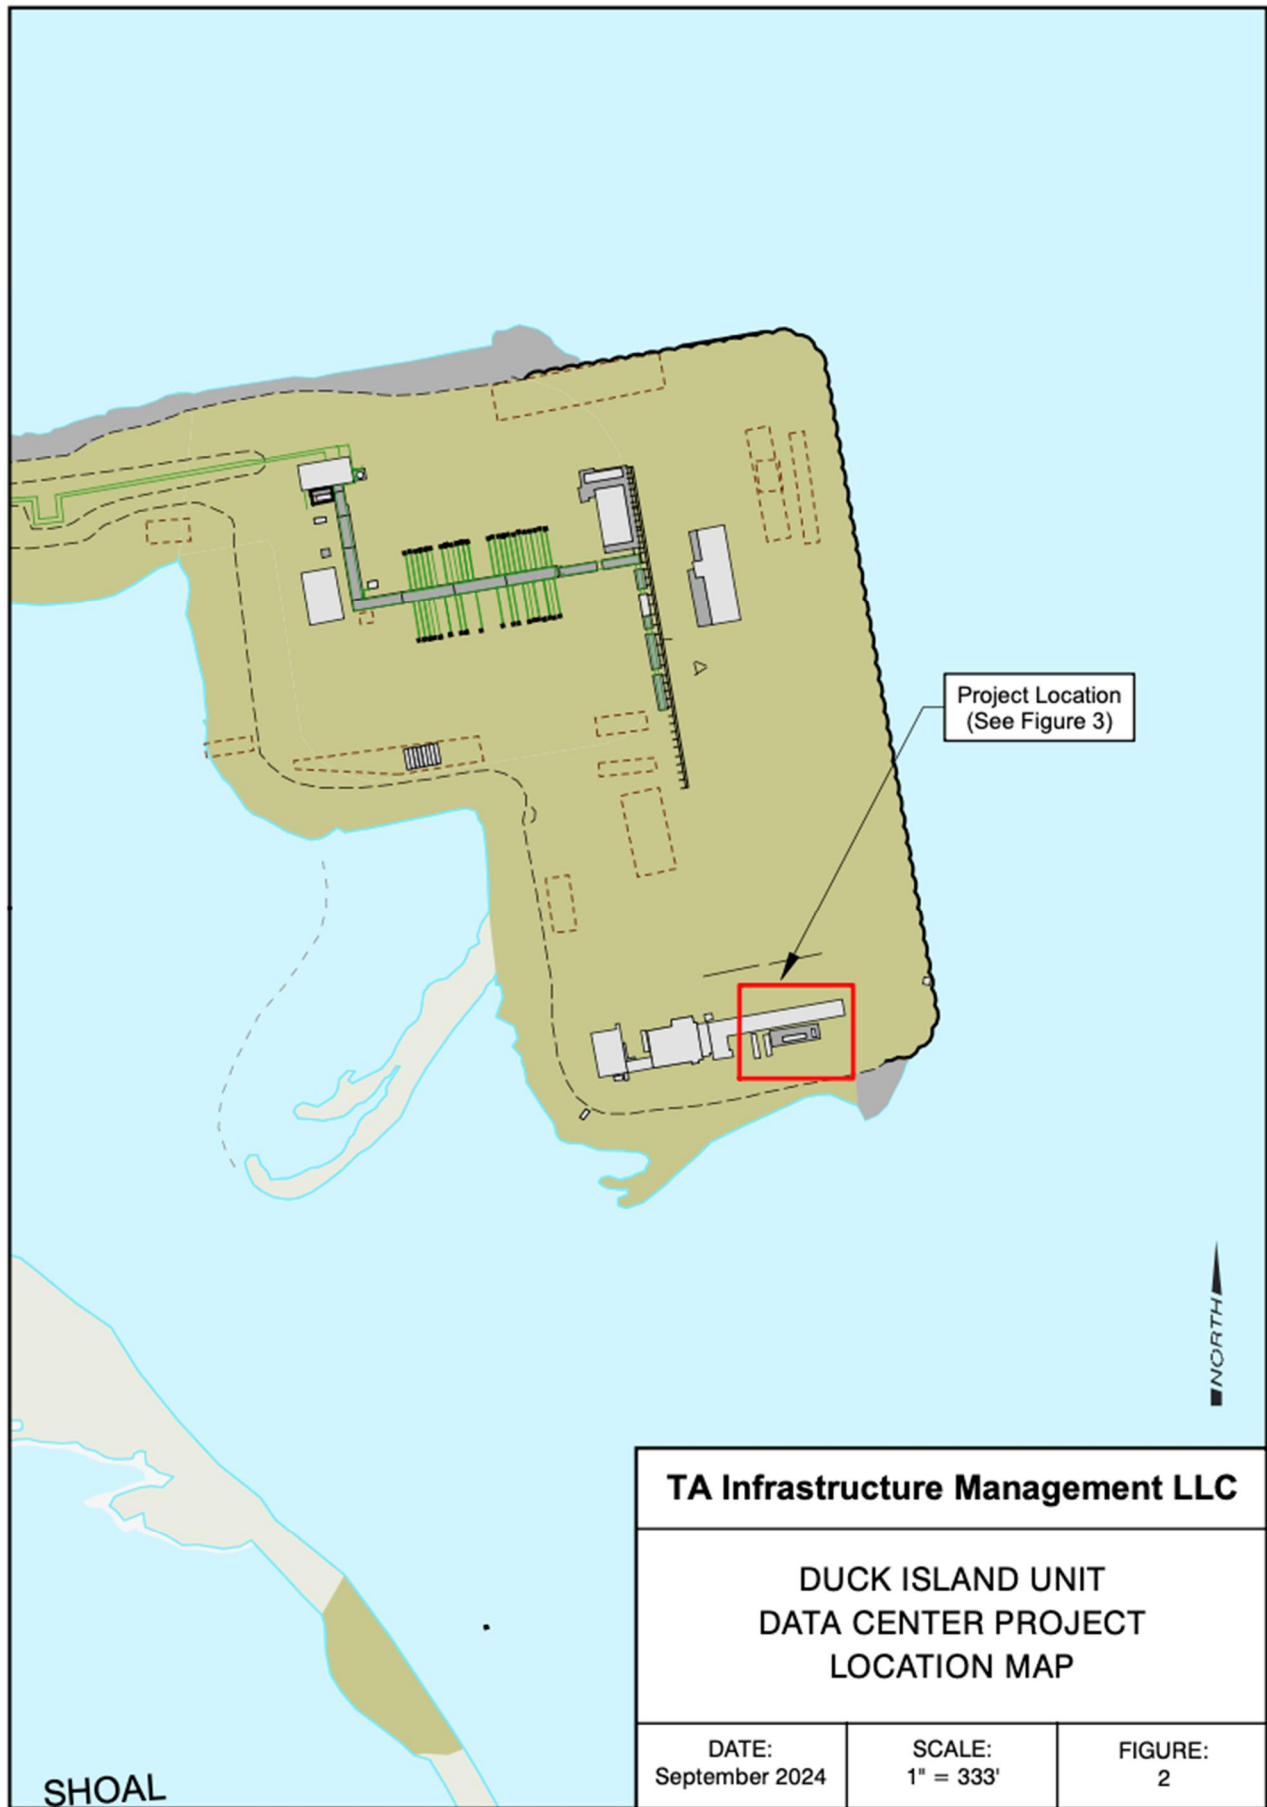 Project Location
(See Figure 3)
NORTH
TA Infrastructure Management LLC
DUCK ISLAND UNIT
DATA CENTER PROJECT
LOCATION MAP
DATE:
September 2024
SCALE:
1" = 333'
FIGURE:
2
SHOAL